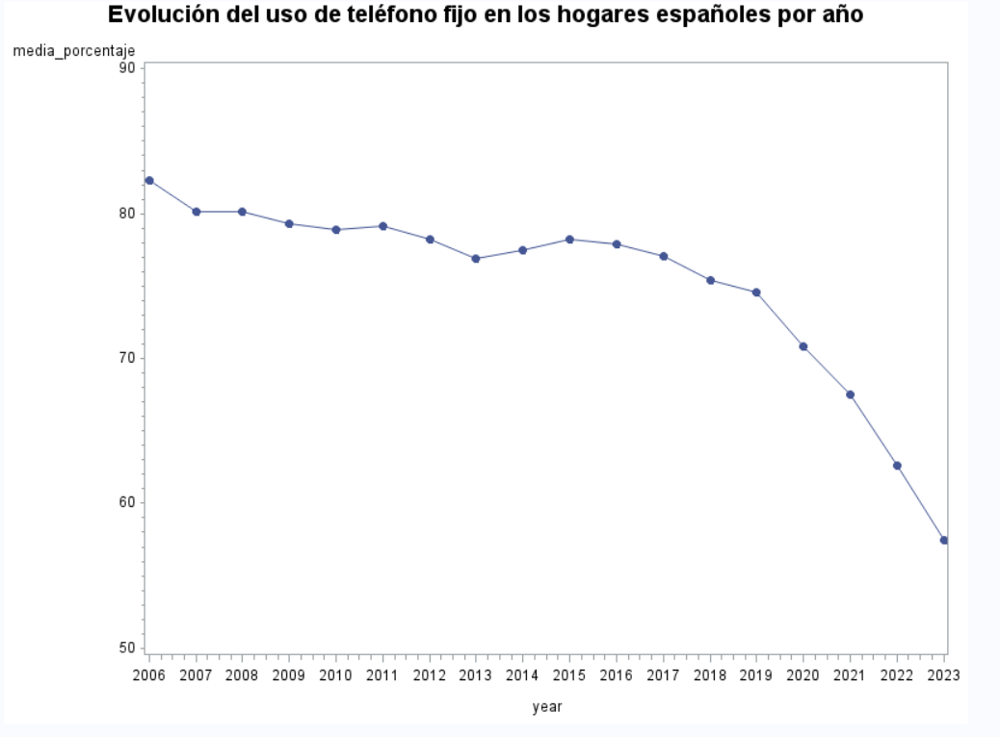 Evolución del uso de teléfono fijo en los hogares españoles por año
media_porcentaje
90
80
70
60
50
2006 2007 2008 2009 2010 2011 2012 2013 2014 2015 2016 2017 2018 2019 2020 2021 2022 2023
year